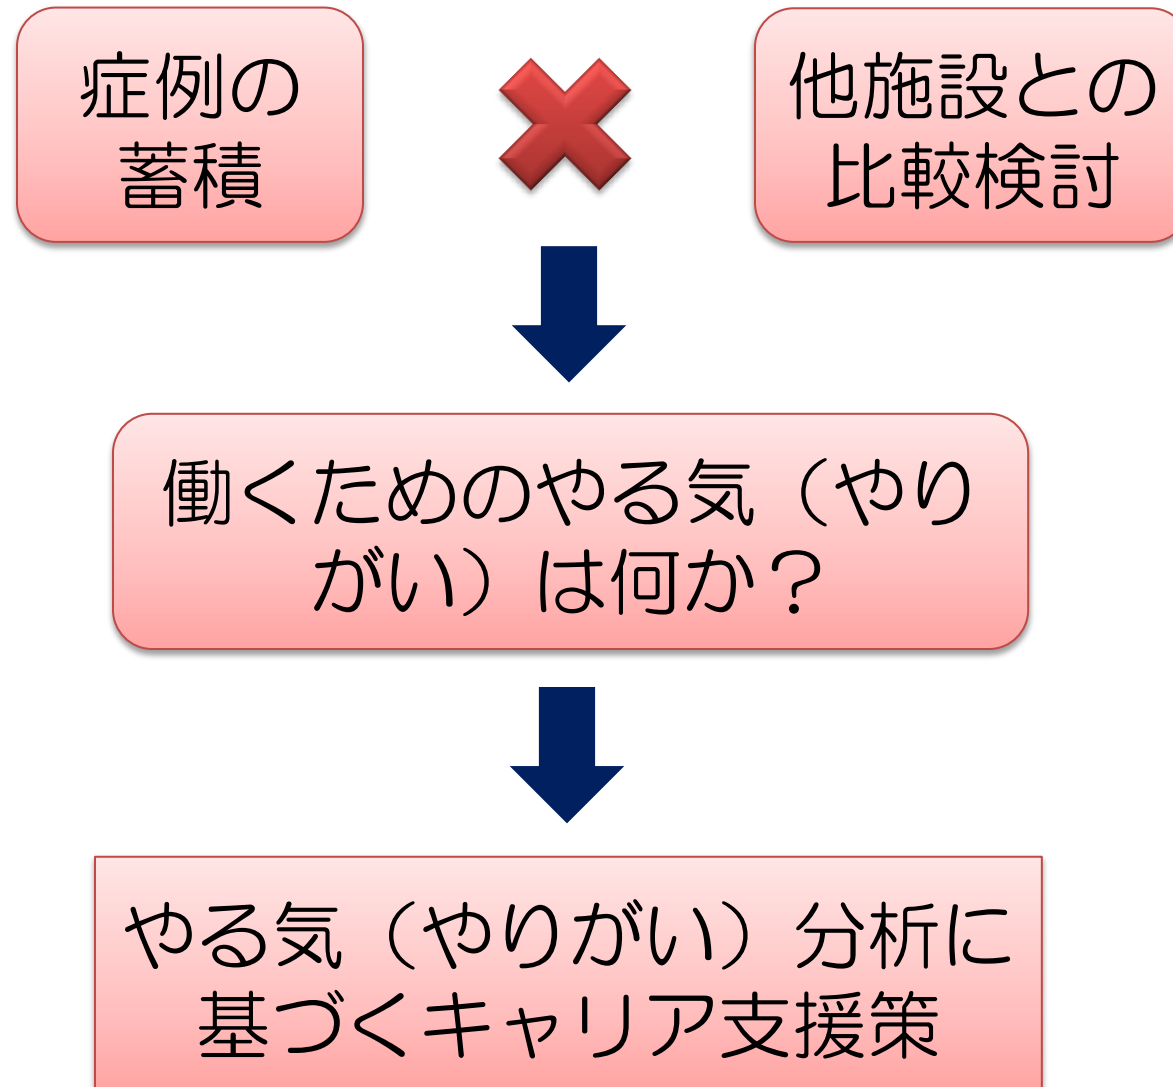 症例の
蓄積
他施設との
比較検討
働くためのやる気（やり
がい）は何か？
やる気（やりがい）分析に
基づくキャリア支援策